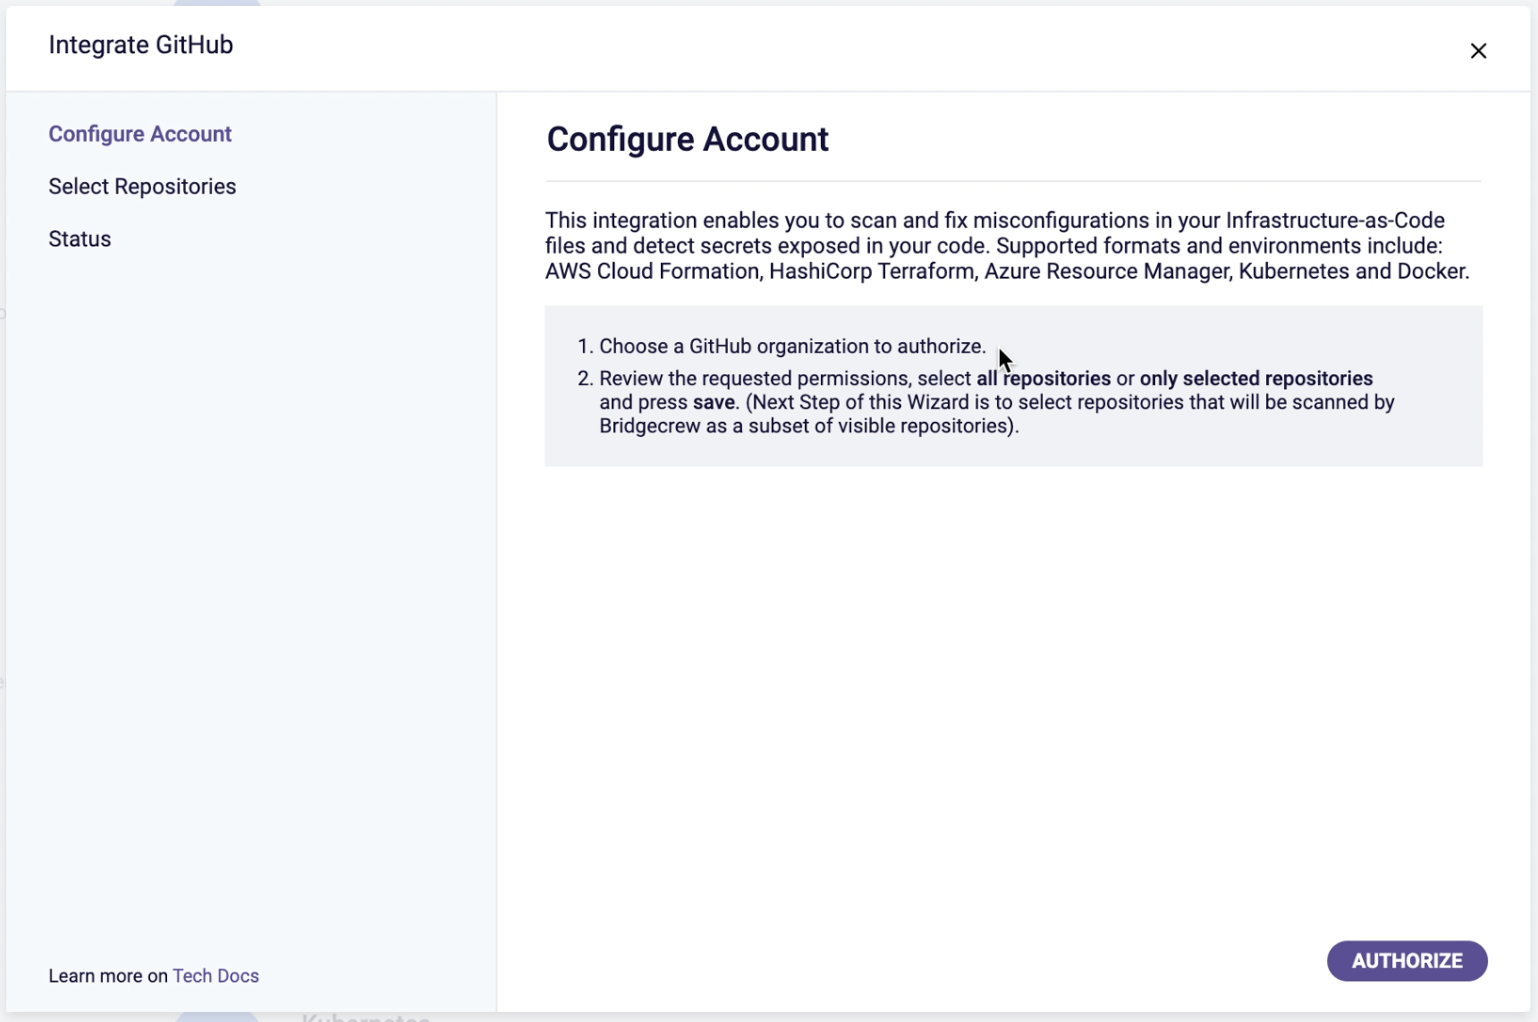 Integrate GitHub
Configure Account
Select Repositories
Status
Configure Account
This integration enables you to scan and fix misconfigurations in your Infrastructure-as-Code
files and detect secrets exposed in your code. Supported formats and environments include:
AWS Cloud Formation, HashiCorp Terraform, Azure Resource Manager, Kubernetes and Docker.
1. Choose a GitHub organization to authorize.
2. Review the requested permissions, select all repositories or only selected repositories
and press save. (Next Step of this Wizard is to select repositories that will be scanned by
Bridgecrew as a subset of visible repositories).
AUTHORIZE
Learn more on Tech Docs
Kubernetes